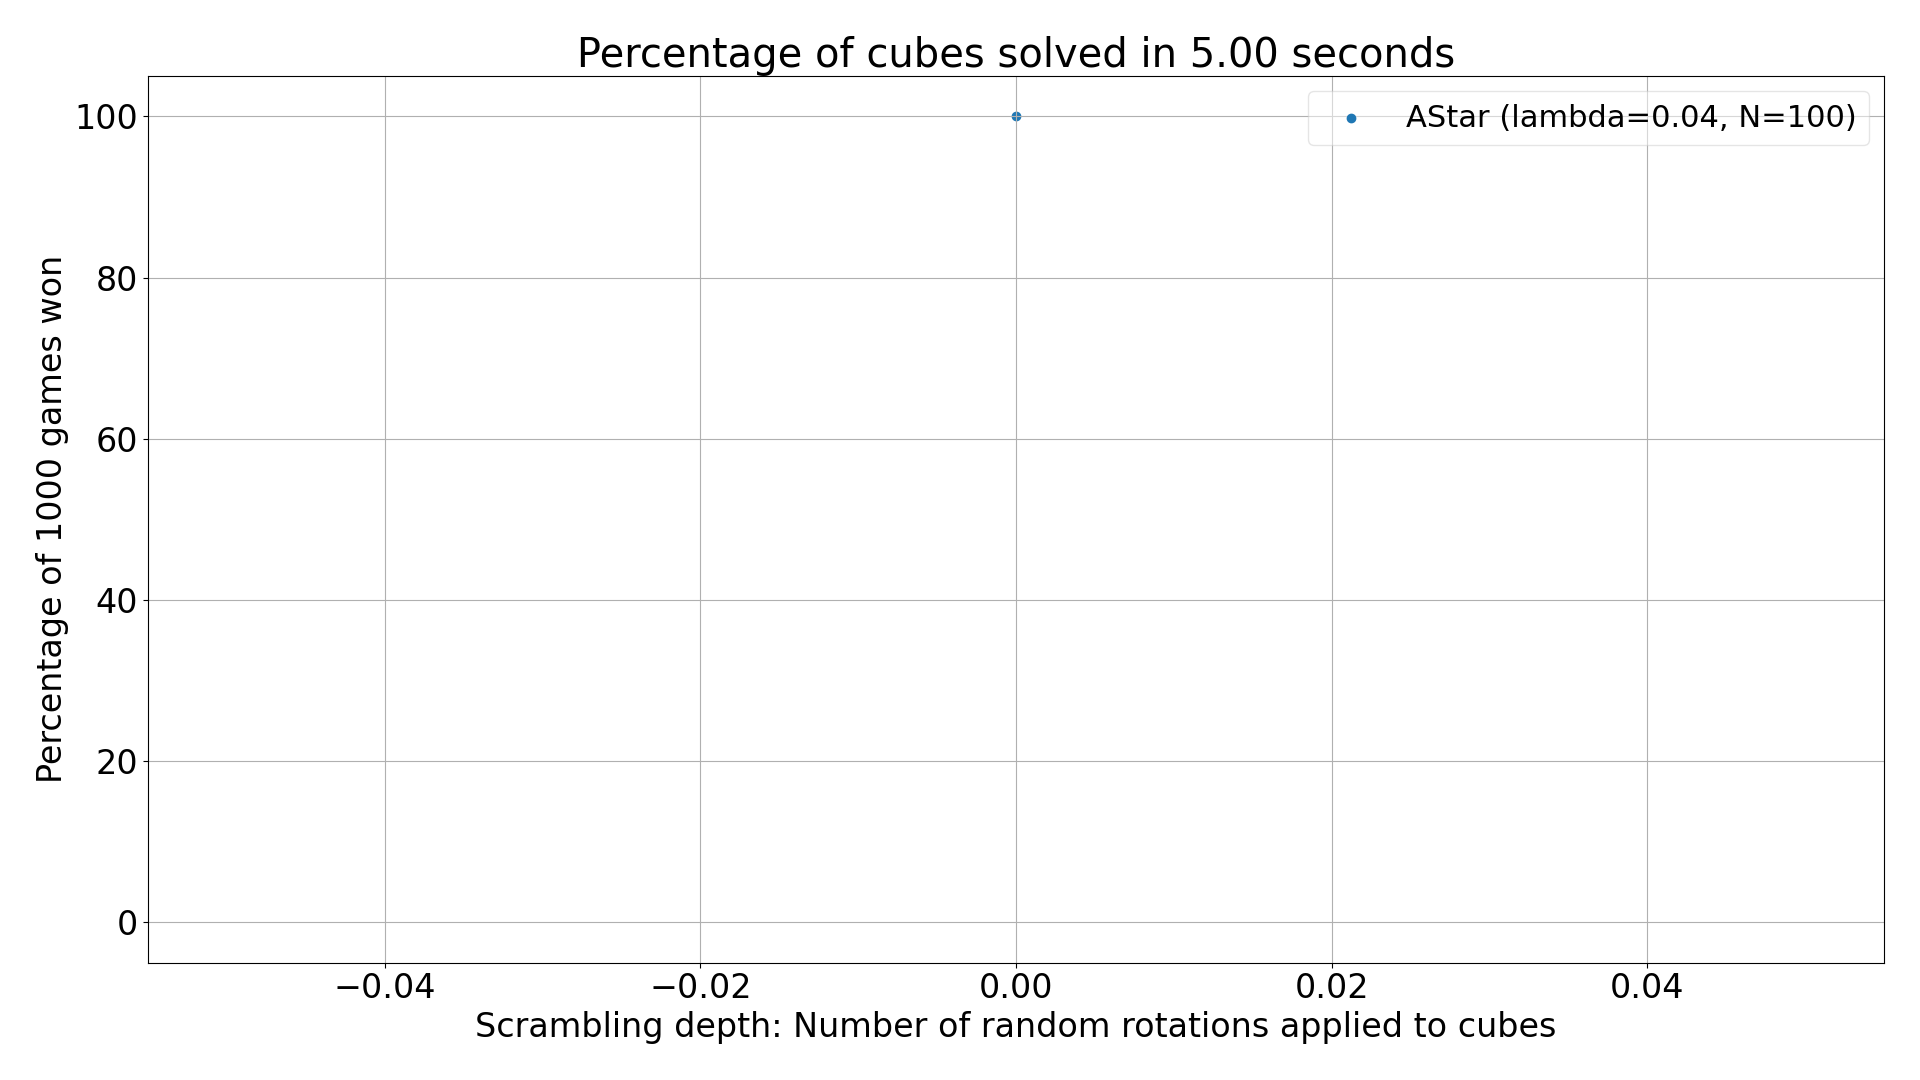 Percentage of cubes solved in 5.00 seconds
AStar (lambda=0.04, N=100)
Percentage of 1000 games won
100
80
60
40
20
0
−0.04
−0.02
0.00
0.02
0.04
Scrambling depth: Number of random rotations applied to cubes